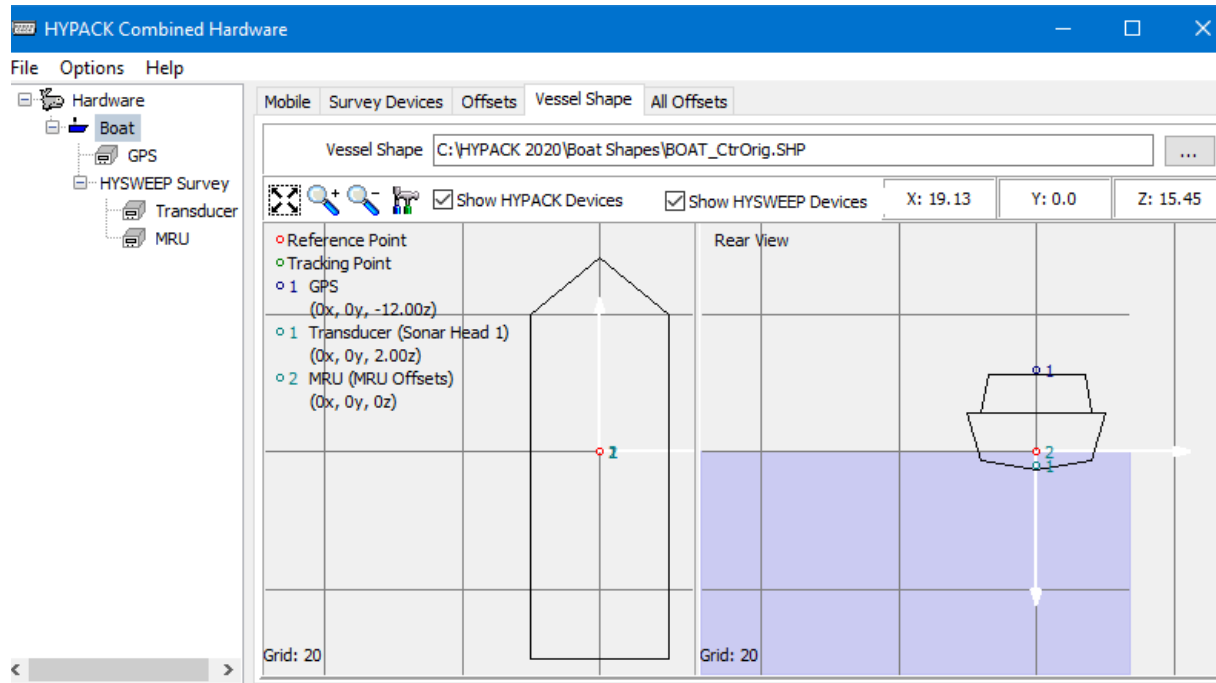 HYPACK Combined Hardware
File Options Help
Hardware
Boat
GPS
HYSWEEP Survey
Transducer
MRU
Mobile Survey Devices Offsets Vessel Shape All Offsets
Vessel Shape C:\HYPACK 2020\Boat Shapes\BOAT_CtrOrig.SHP ...
Show HYPACK Devices Show HYSWEEP Devices X: 19.13 Y: 0.0 Z: 15.45
Reference Point
Tracking Point
1 GPS
(0x, 0y, -12.00z)
1 Transducer (Sonar Head 1)
(0x, 0y, 2.00z)
2 MRU (MRU Offsets)
(0x, 0y, 0z)
Grid: 20
Rear View
1
2
1
Grid: 20